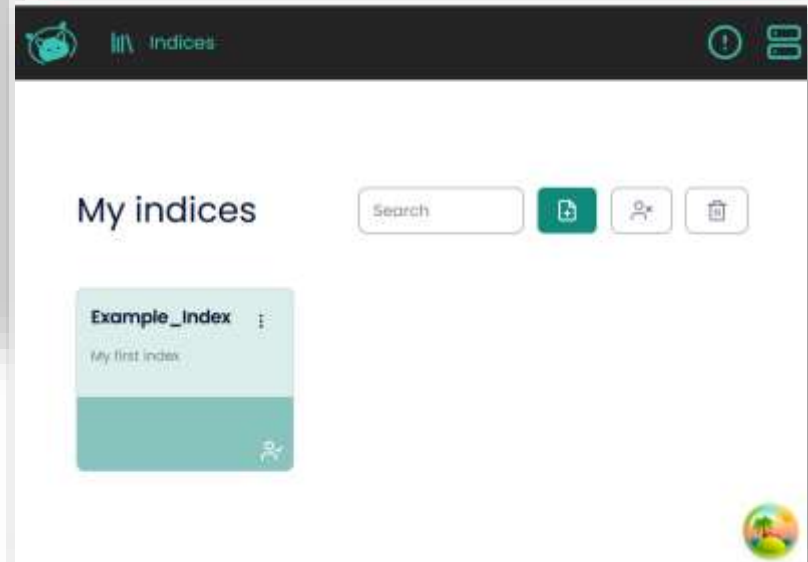 Indices
My indices
Search
Example_Index
My first index